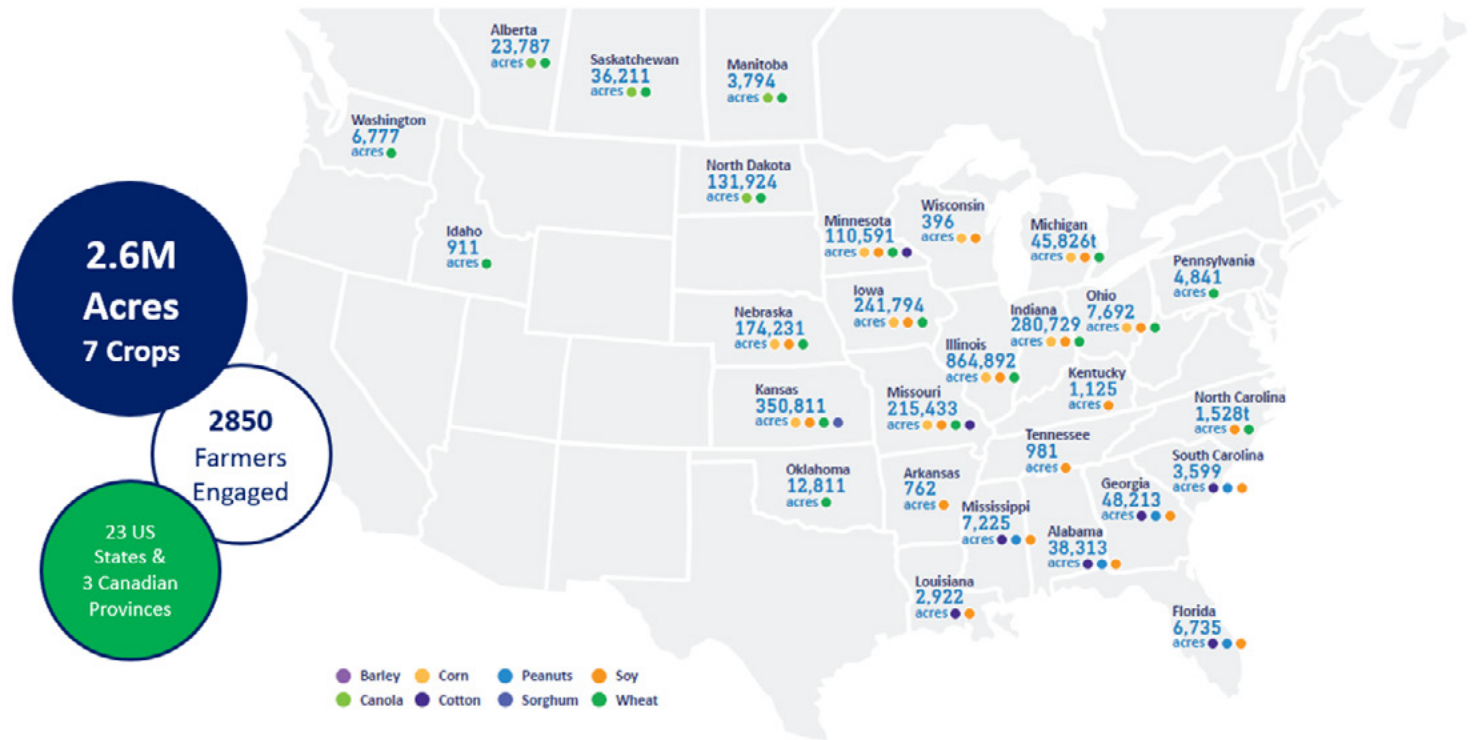 Alberta
23,787
acres
Saskatchewan
36,211
acres
Manitoba
3,794
acres
Washington
6,777
acres
North Dakota
131,924
acres
Idaho
911
acres
Minnesota
110,591
acres
Wisconsin
396
acres
Michigan
45,826t
acres
Pennsylvania
4,841
acres
Nebraska
174,231
acres
Iowa
241,794
acres
Illinois
864,892
acres
Indiana
280,729
acres
Ohio
7,692
acres
Kansas
350,811
acres
Missouri
215,433
acres
Kentucky
1,125
acres
North Carolina
1,528t
acres
Oklahoma
12,811
acres
Arkansas
762
acres
Tennessee
981
acres
South Carolina
3,599
acres
Mississippi
7,225
acres
Alabama
38,313
acres
Georgia
48,213
acres
Louisiana
2,922
acres
Florida
6,735
acres
2.6M
Acres
7 Crops
2850
Farmers
Engaged
23 US
States &
3 Canadian
Provinces
Barley Corn Peanuts Soy
Canola Cotton Sorghum Wheat